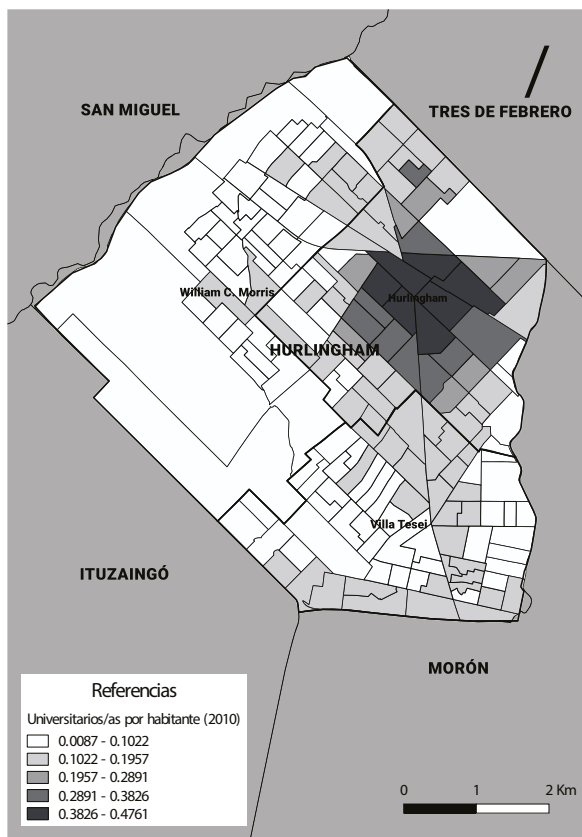 SAN MIGUEL
TRES DE FEBRERO
William C. Morris
Hurlingham
HURLINGHAM
Villa Tesei
ITUZAINGÓ
MORÓN
Referencias
Universitarios/as por habitante (2010)
0.0087 - 0.1022
0.1022 - 0.1957
0.1957 - 0.2891
0.2891 - 0.3826
0.3826 - 0.4761
0 1 2 Km